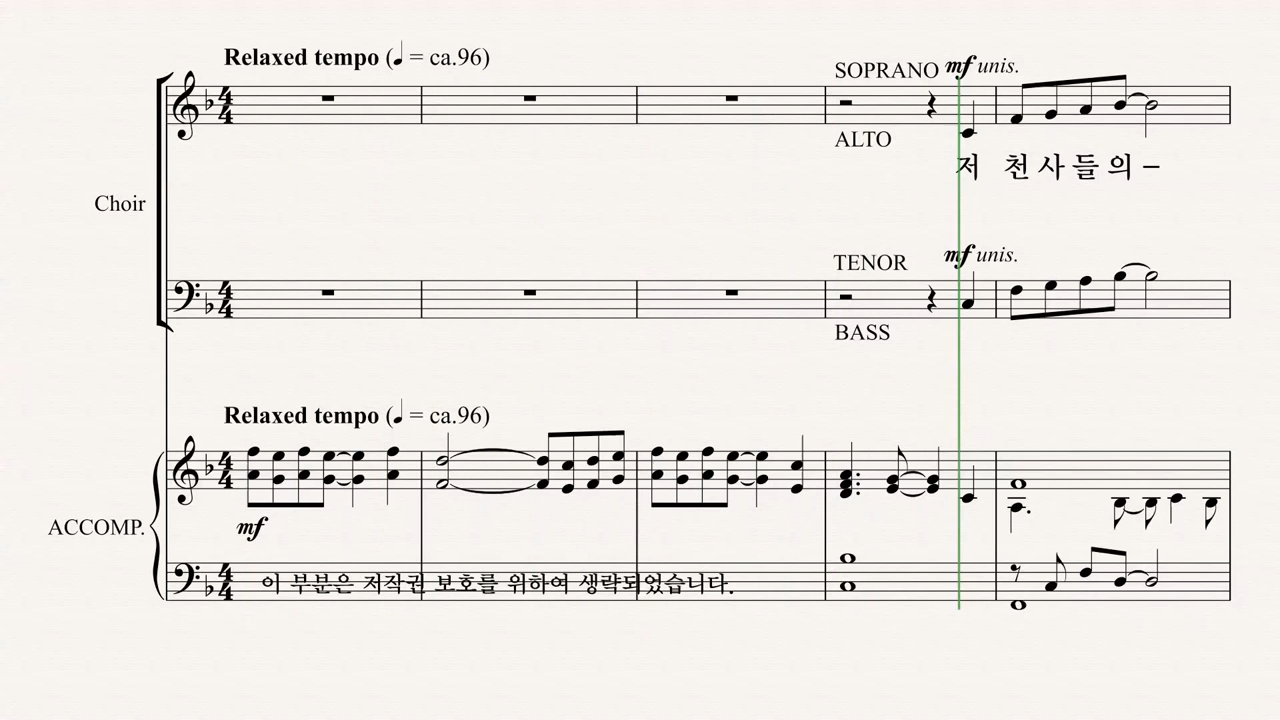 Relaxed tempo (♩ = ca.96)
SOPRANO mf unis.
ALTO
저 천 사 들 의 –
Choir
mf unis.
TENOR
BASS
Relaxed tempo (♩ = ca.96)
mf
ACCOMP.
이 부분은 저작권 보호를 위하여 생략되었습니다.